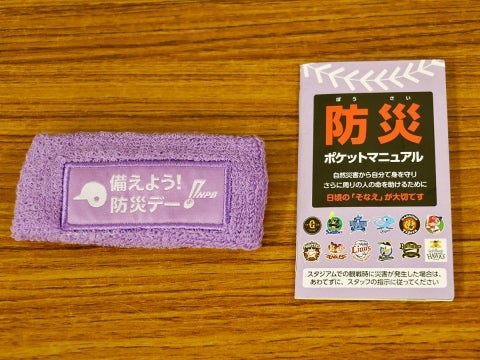 備えよう!
防災デー
NPB
ぼう さい
防災
ポケットマニュアル
自然災害から自分で身を守り
さらに周りの人の命を助けるために
日頃の「そなえ」が大切です
Lions
HAWKS
スタジアムでの観戦時に災害が発生した場合は、
あわてずに、スタッフの指示に従ってください